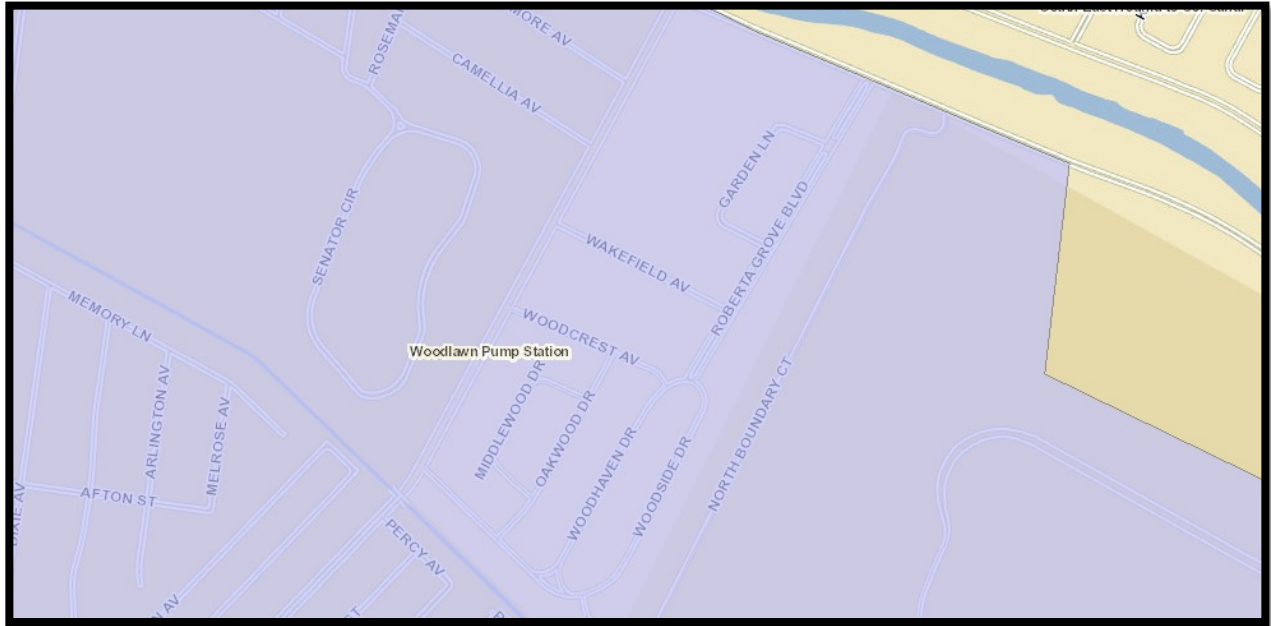 MORE AV
CAMELLIA AV
SENATOR CIR
GARDEN LN
ROBERTA GROVE BLVD
WAKEFIELD AV
WOODCREST AV
Woodlawn Pump Station
MEMORY LN
ARLINGTON AV
MELROSE AV
AFTON ST
DIXIE AV
MIDDLEWOOD DR
OAKWOOD DR
WOODHAVEN DR
WOODSIDE DR
NORTH BOUNDARY CT
PERCY AV